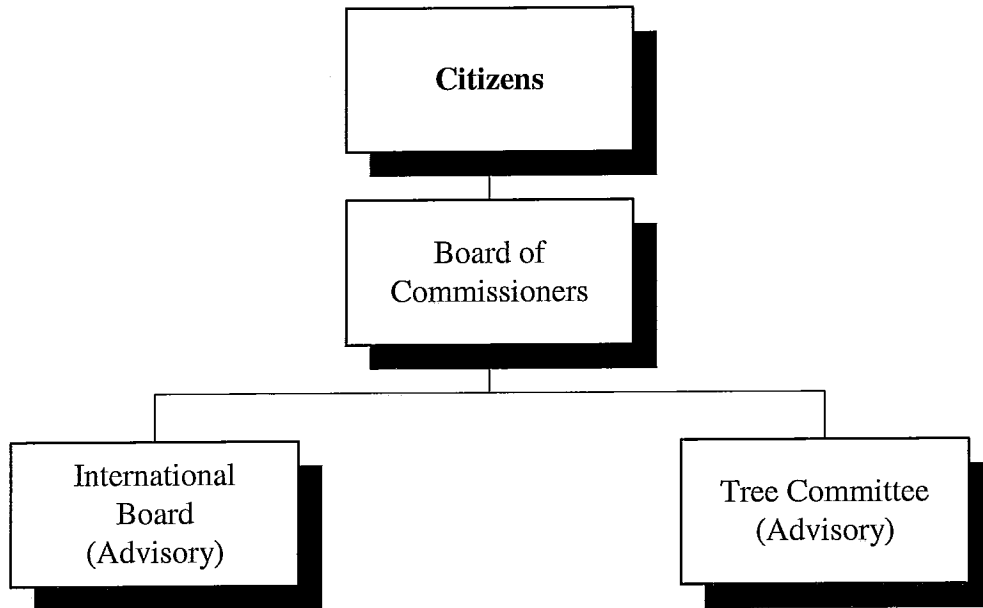 Citizens
Board of
Commissioners
International
Board
(Advisory)
Tree Committee
(Advisory)